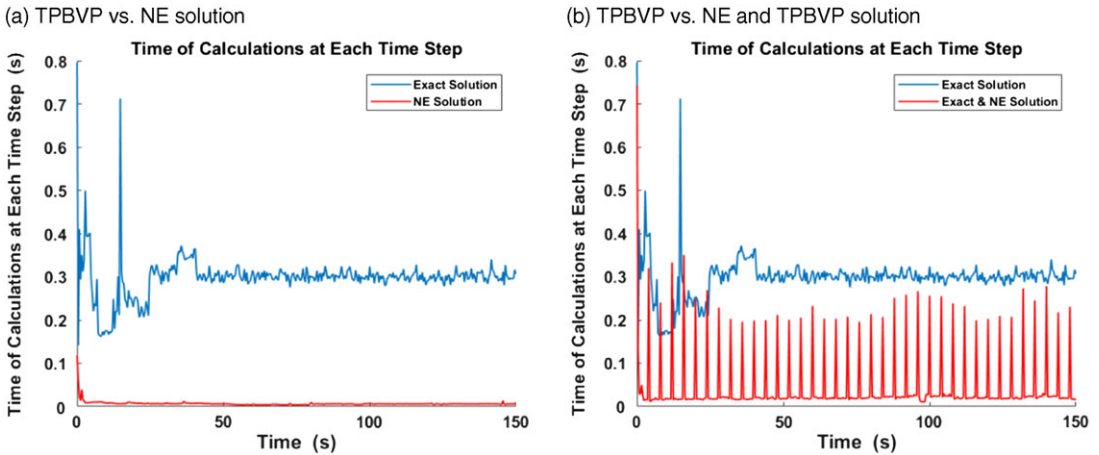 (a) TPBVP vs. NE solution
Time of Calculations at Each Time Step
Time of Calculations at Each Time Step (s)
0.8
0.7
0.6
0.5
0.4
0.3
0.2
0.1
0
Exact Solution
NE Solution
0 50 100 150
Time (s)
(b) TPBVP vs. NE and TPBVP solution
Time of Calculations at Each Time Step
Time of Calculations at Each Time Step (s)
0.8
0.7
0.6
0.5
0.4
0.3
0.2
0.1
0
Exact Solution
Exact & NE Solution
0 50 100 150
Time (s)